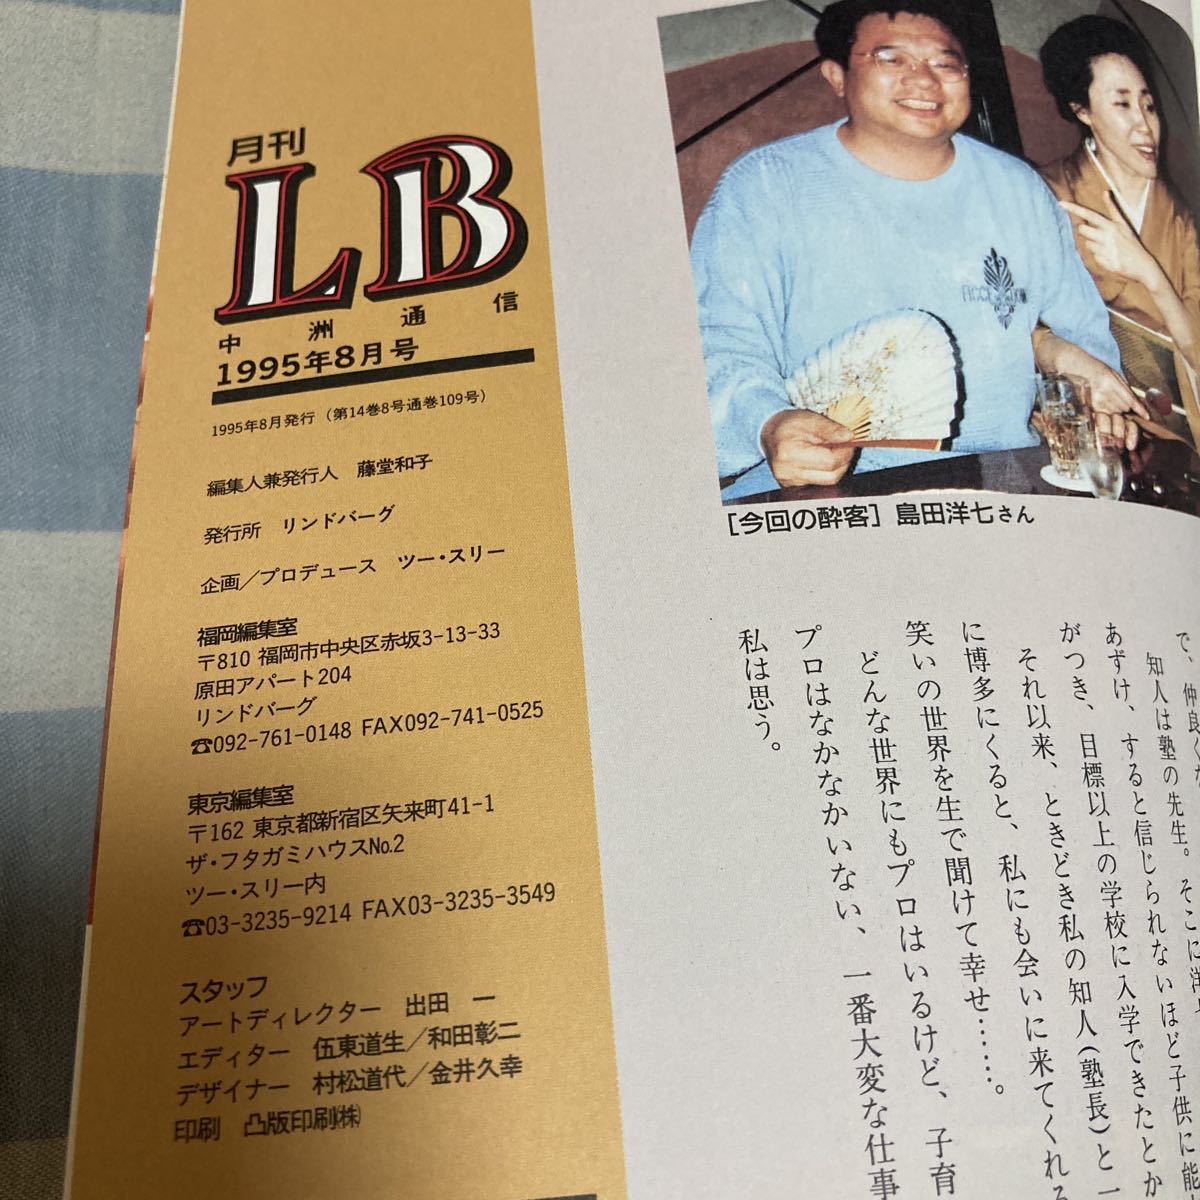 月刊
LB
中洲通信
1995年8月号
1995年8月発行（第14巻8号通巻109号）
編集人兼発行人　藤堂和子
発行所　リンドバーグ
企画／プロデュース　ツー・スリー
福岡編集室
〒810 福岡市中央区赤坂3-13-33
原田アパート204
リンドバーグ
☎092-761-0148 FAX092-741-0525
東京編集室
〒162 東京都新宿区矢来町41-1
ザ・フタガミハウスNo.2
ツー・スリー内
☎03-3235-9214 FAX03-3235-3549
スタッフ
アートディレクター　出田　一
エディター　伍東道生／和田彰二
デザイナー　村松道代／金井久幸
印刷　凸版印刷㈱
［今回の酔客］島田洋七さん
で、仲良くな
知人は塾の先生。そこに洋七
あずけ、すると信じられないほど子供に能
がつき、目標以上の学校に入学できたとか
それ以来、ときどき私の知人（塾長）と一
に博多にくると、私にも会いに来てくれる
笑いの世界を生で聞けて幸せ……。
どんな世界にもプロはいるけど、子育
プロはなかなかいない、一番大変な仕事
私は思う。